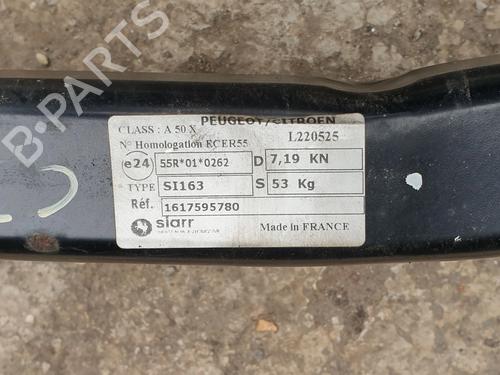 B-PARTS
PEUGEOT/CITROEN
CLASS : A 50 X
L220525
N° Homologation ECER55
e24 55R*01*0262 D 7,19 KN
TYPE SI163 S 53 Kg
Réf. 1617595780
siarr
Made in FRANCE